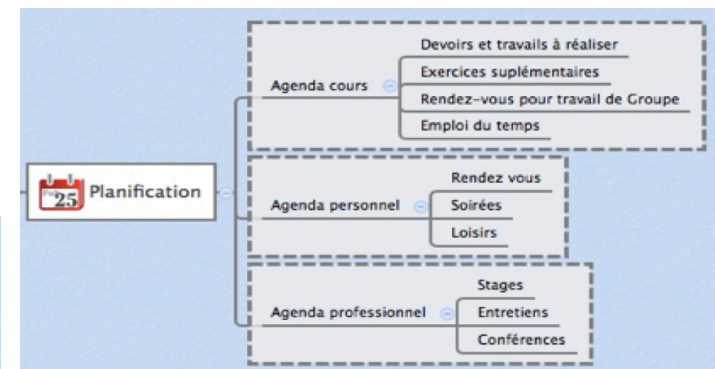 Planification
25
Agenda cours
Devoirs et travails à réaliser
Exercices suplémentaires
Rendez-vous pour travail de Groupe
Emploi du temps
Agenda personnel
Rendez vous
Soirées
Loisirs
Agenda professionnel
Stages
Entretiens
Conférences